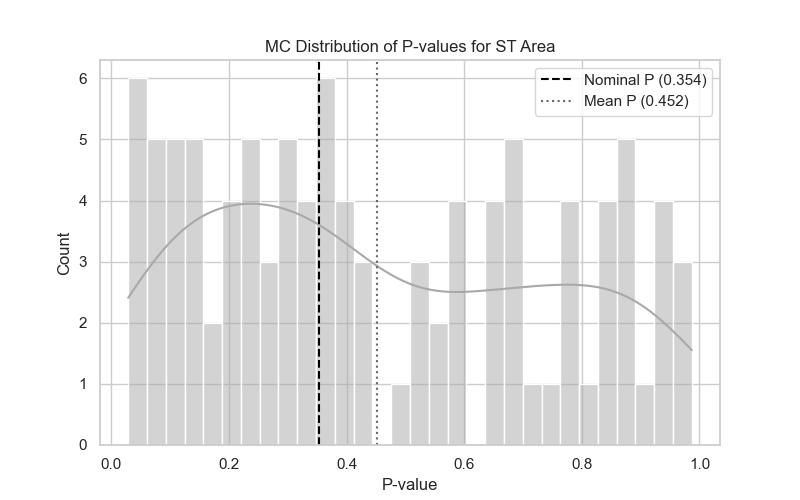 MC Distribution of P-values for ST Area
Nominal P (0.354)
Mean P (0.452)
Count
6
5
4
3
2
1
0
0.0 0.2 0.4 0.6 0.8 1.0
P-value